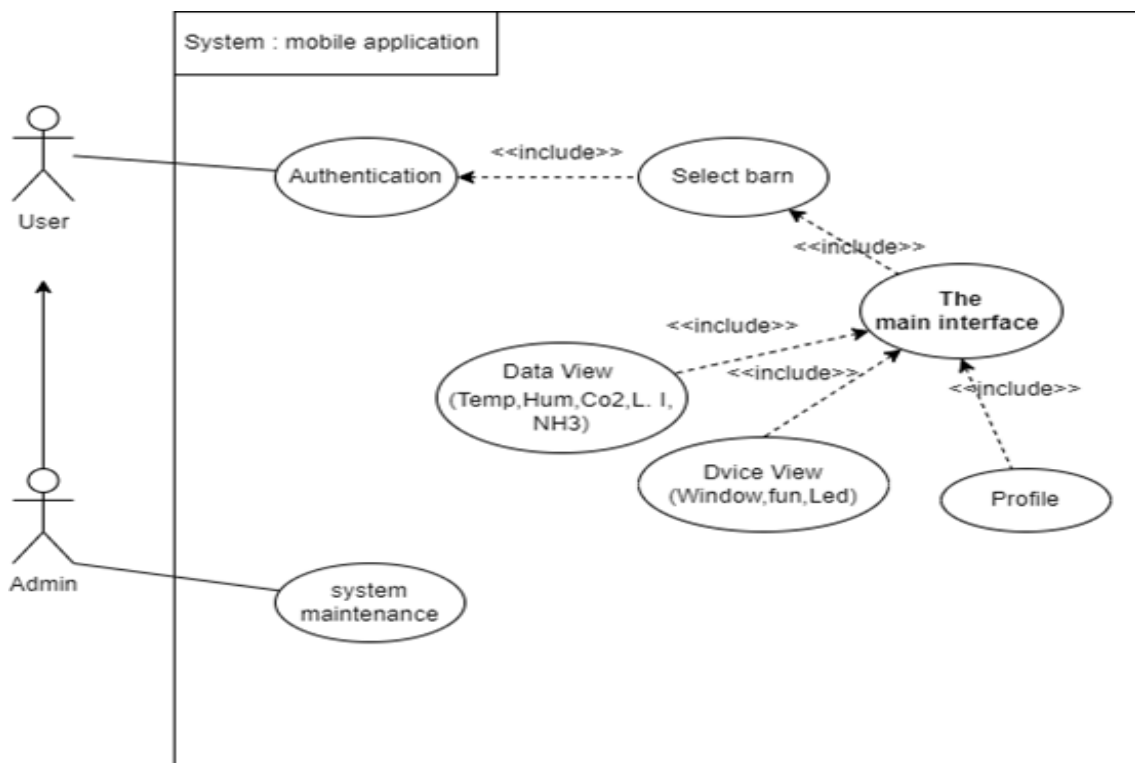 System : mobile application
User
Authentication
<<include>>
Select barn
<<include>>
The
main interface
<<include>>
Data View
(Temp,Hum,Co2,L. I,
NH3)
<<include>>
Dvice View
(Window,fun,Led)
<<include>>
Profile
Admin
system
maintenance